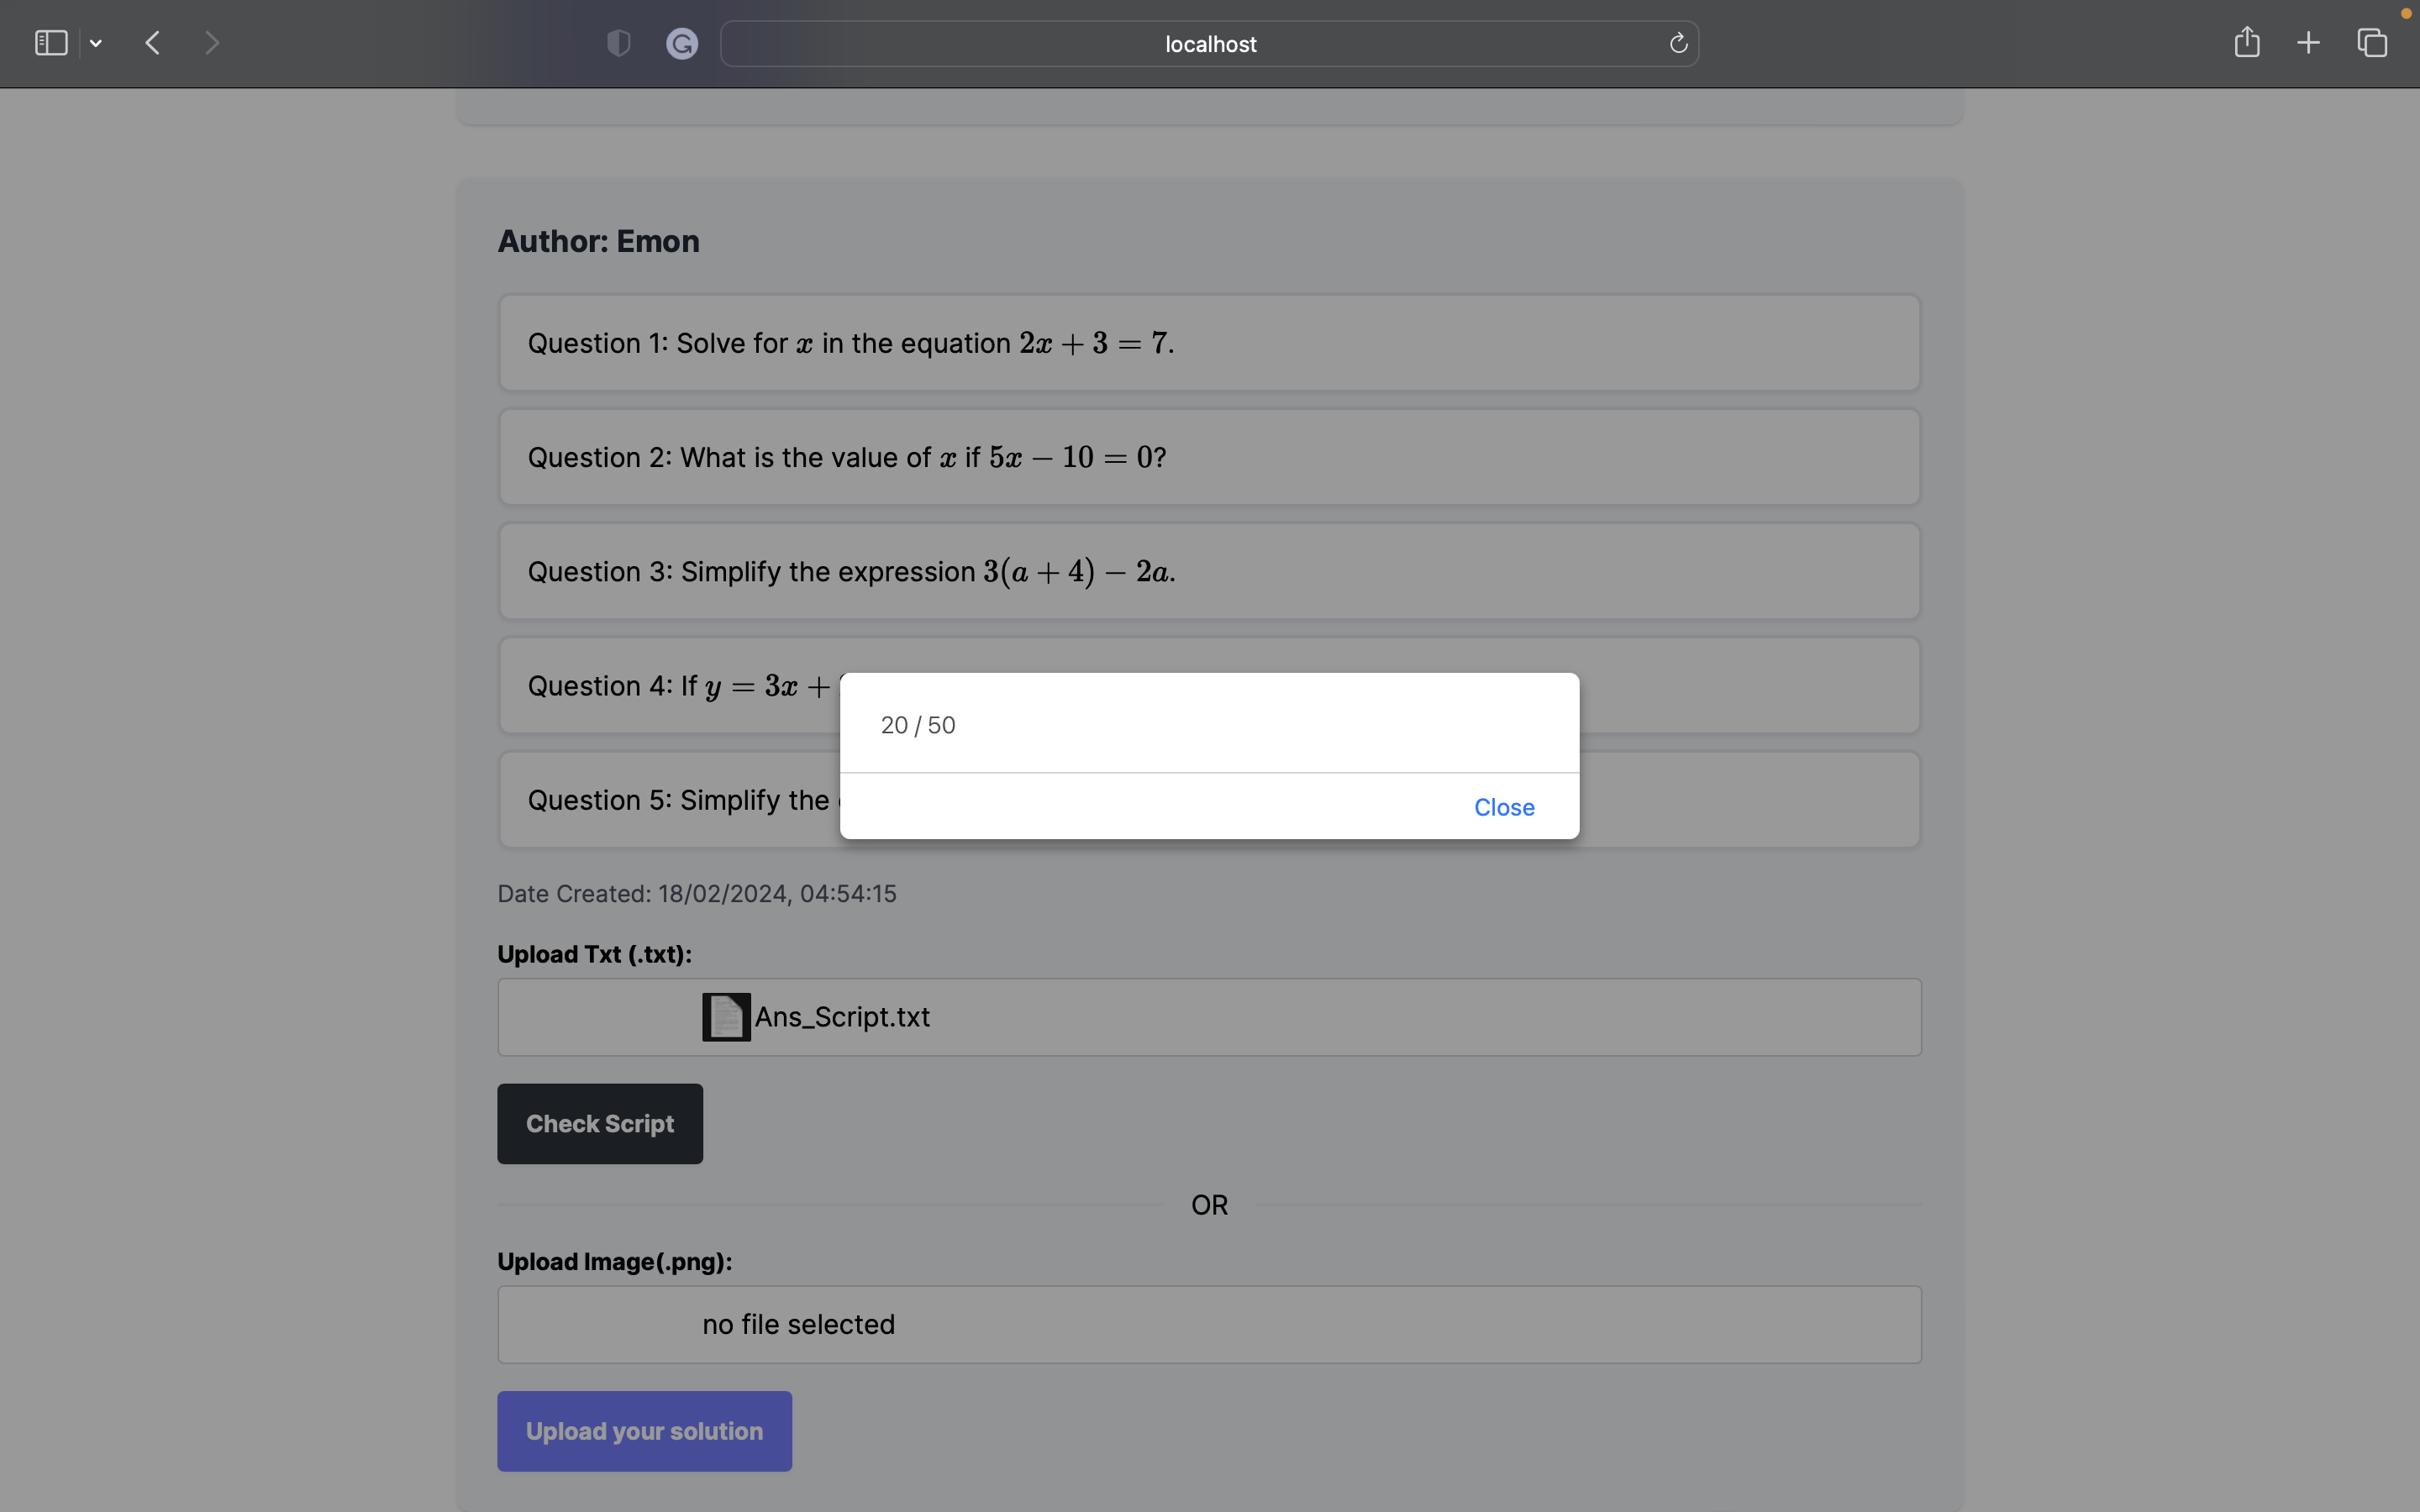 localhost
Author: Emon
Question 1: Solve for x in the equation 2x + 3 = 7.
Question 2: What is the value of x if 5x − 10 = 0?
Question 3: Simplify the expression 3(a + 4) − 2a.
Question 4: If y = 3x +
20 / 50
Question 5: Simplify the
Close
Date Created: 18/02/2024, 04:54:15
Upload Txt (.txt):
Ans_Script.txt
Check Script
OR
Upload Image(.png):
no file selected
Upload your solution